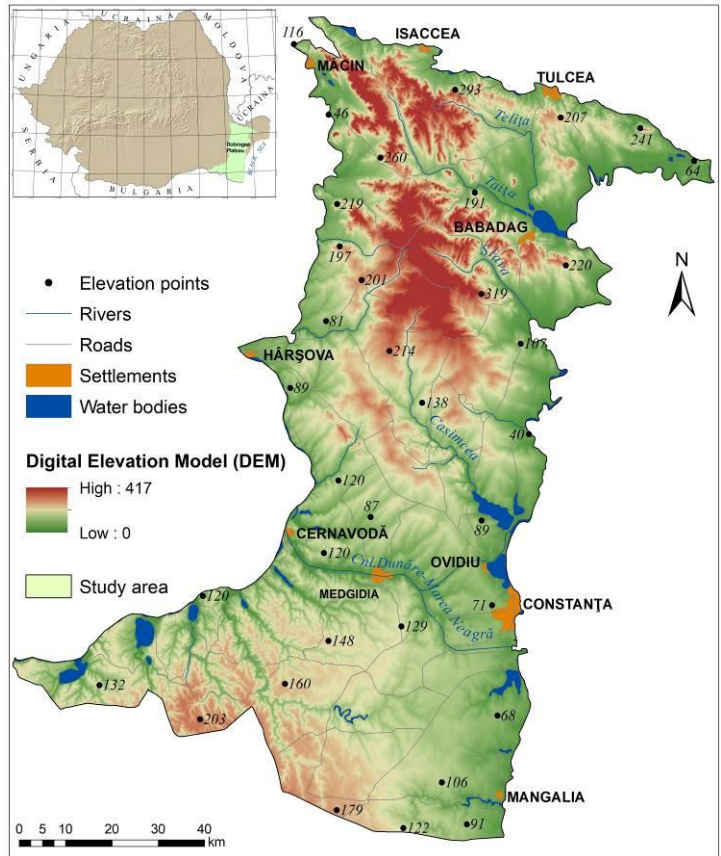 UCRAINA
MOLDOVA
UNGARIA
UCRAINA
SERBIA
BULGARIA
BLACK SEA
Dobrogea
Plateau
116
ISACCEA
MĂCIN
293
TULCEA
46
207
Telița
241
260
64
Taița
191
219
BABADAG
197
Slava
220
201
319
N
81
107
HÂRŞOVA
214
89
138
Casimcea
40
120
87
89
CERNAVODĂ
120
OVIDIU
Cnl.Dunăre-Marea Neagră
MEDGIDIA
120
71
CONSTANŢA
129
148
132
160
203
68
106
MANGALIA
179
122
91
Elevation points
Rivers
Roads
Settlements
Water bodies
Digital Elevation Model (DEM)
High : 417
Low : 0
Study area
0 5 10 20 30 40
km